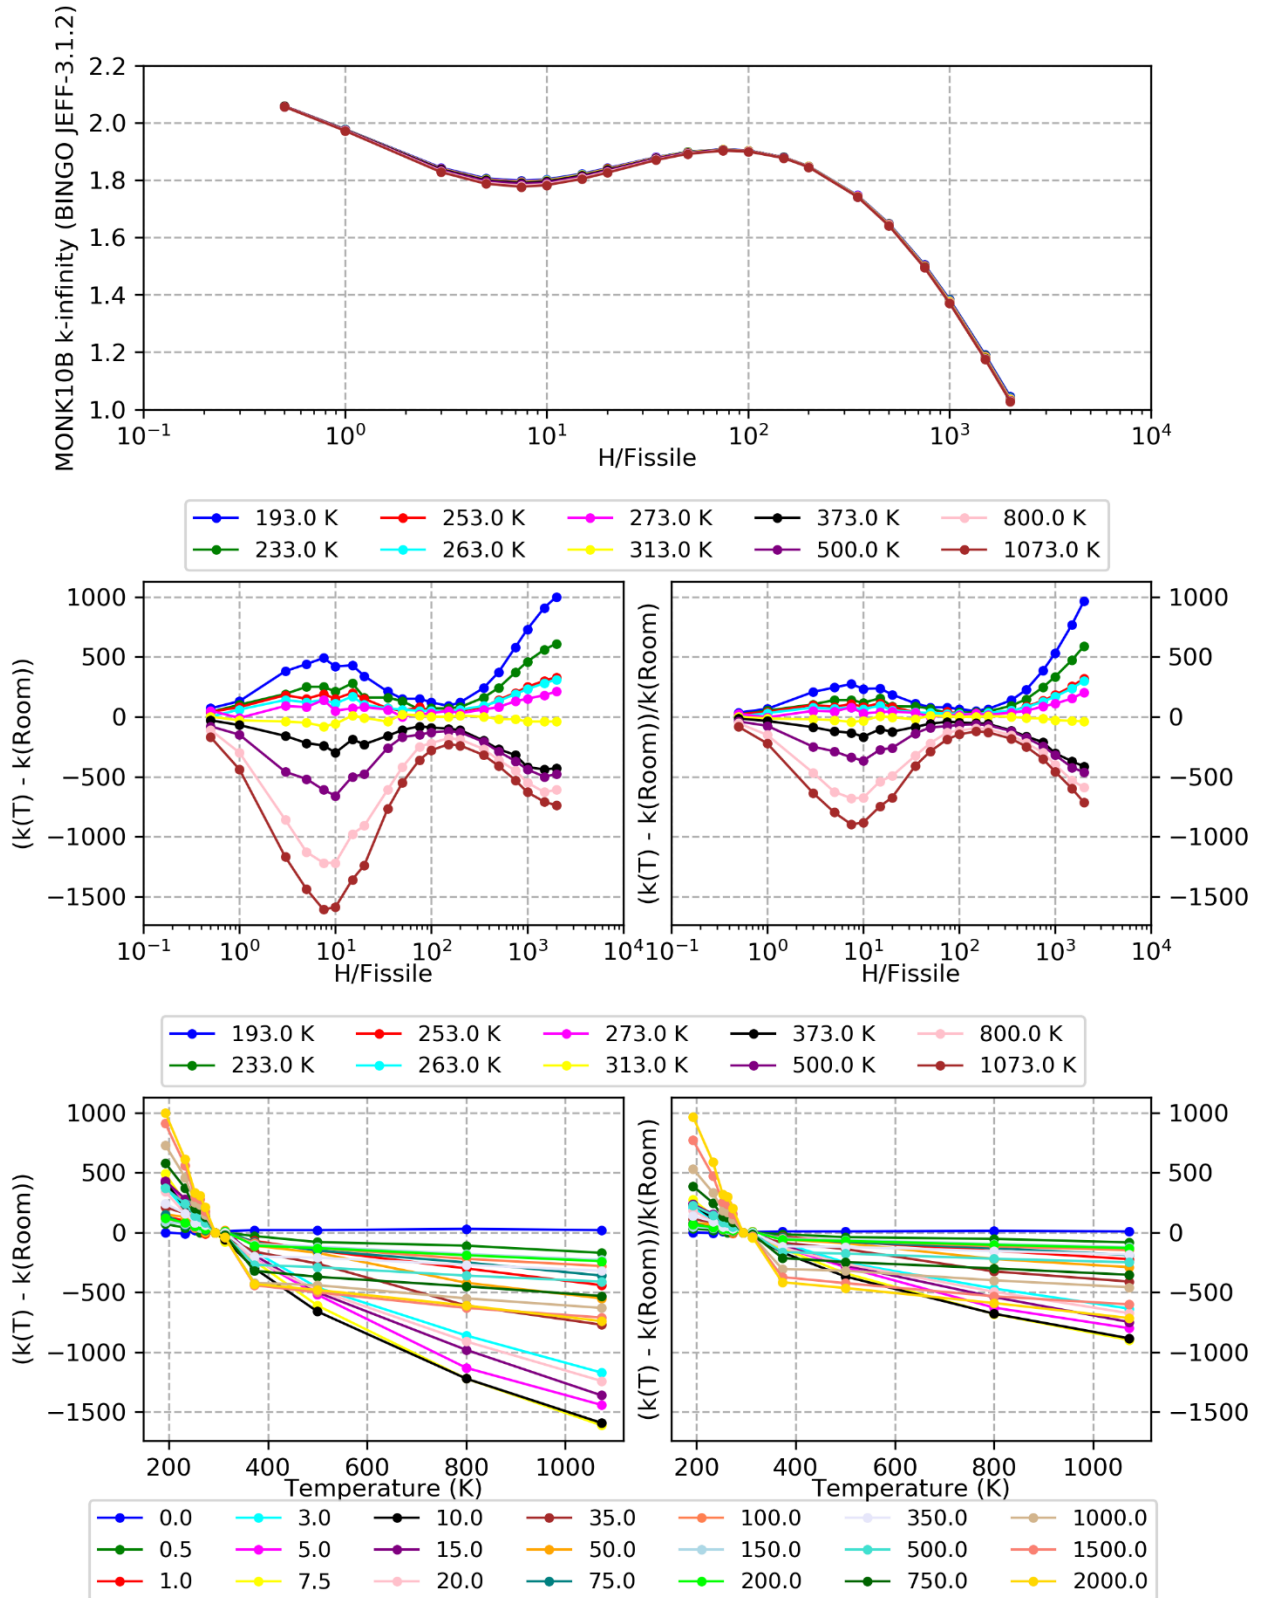 MONK10B k-infinity (BINGO JEFF-3.1.2)
2.2
2.0
1.8
1.6
1.4
1.2
1.0
10⁻¹ 10⁰ 10¹ 10² 10³ 10⁴
H/Fissile
193.0 K 253.0 K 273.0 K 373.0 K 800.0 K
233.0 K 263.0 K 313.0 K 500.0 K 1073.0 K
(k(T) - k(Room))
1000
500
0
−500
−1000
−1500
10⁻¹ 10⁰ 10¹ 10² 10³ 10⁴
H/Fissile
(k(T) - k(Room))/k(Room)
1000
500
0
−500
−1000
−1500
10⁻¹ 10⁰ 10¹ 10² 10³ 10⁴
H/Fissile
193.0 K 253.0 K 273.0 K 373.0 K 800.0 K
233.0 K 263.0 K 313.0 K 500.0 K 1073.0 K
(k(T) - k(Room))
1000
500
0
−500
−1000
−1500
200 400 600 800 1000
Temperature (K)
(k(T) - k(Room))/k(Room)
1000
500
0
−500
−1000
−1500
200 400 600 800 1000
Temperature (K)
0.0 3.0 10.0 35.0 100.0 350.0 1000.0
0.5 5.0 15.0 50.0 150.0 500.0 1500.0
1.0 7.5 20.0 75.0 200.0 750.0 2000.0